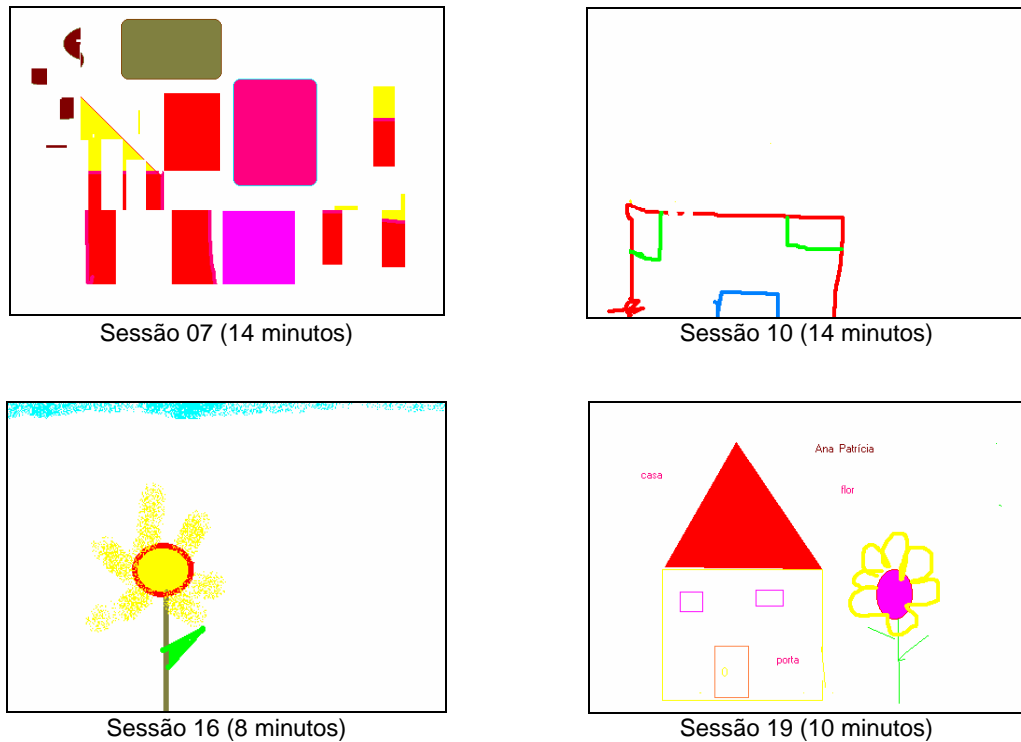 Sessão 07 (14 minutos)
Sessão 10 (14 minutos)
Ana Patrícia
casa
flor
porta
Sessão 16 (8 minutos)
Sessão 19 (10 minutos)